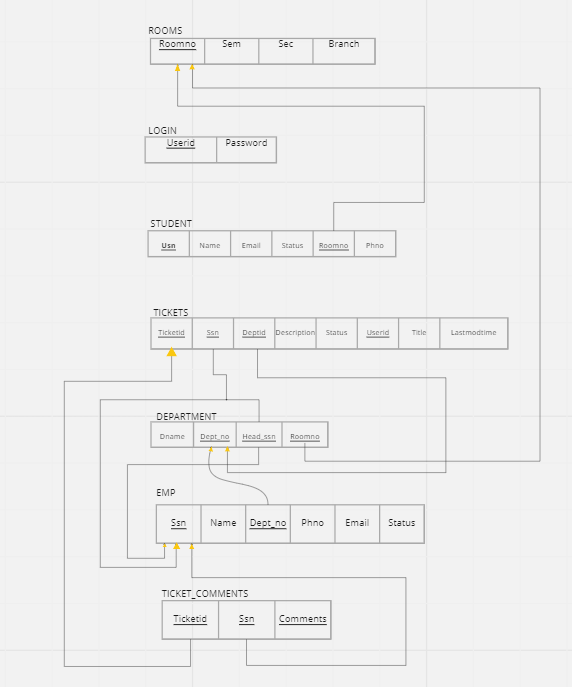 ROOMS
Roomno Sem Sec Branch
LOGIN
Userid Password
STUDENT
Usn Name Email Status Roomno Phno
TICKETS
Ticketid Ssn Deptid Description Status Userid Title Lastmodtime
DEPARTMENT
Dname Dept_no Head_ssn Roomno
EMP
Ssn Name Dept_no Phno Email Status
TICKET_COMMENTS
Ticketid Ssn Comments